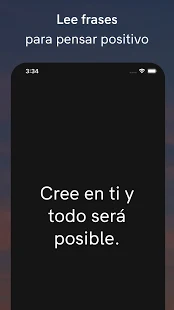 Lee frases
para pensar positivo
3:34
Cree en ti y
todo será
posible.